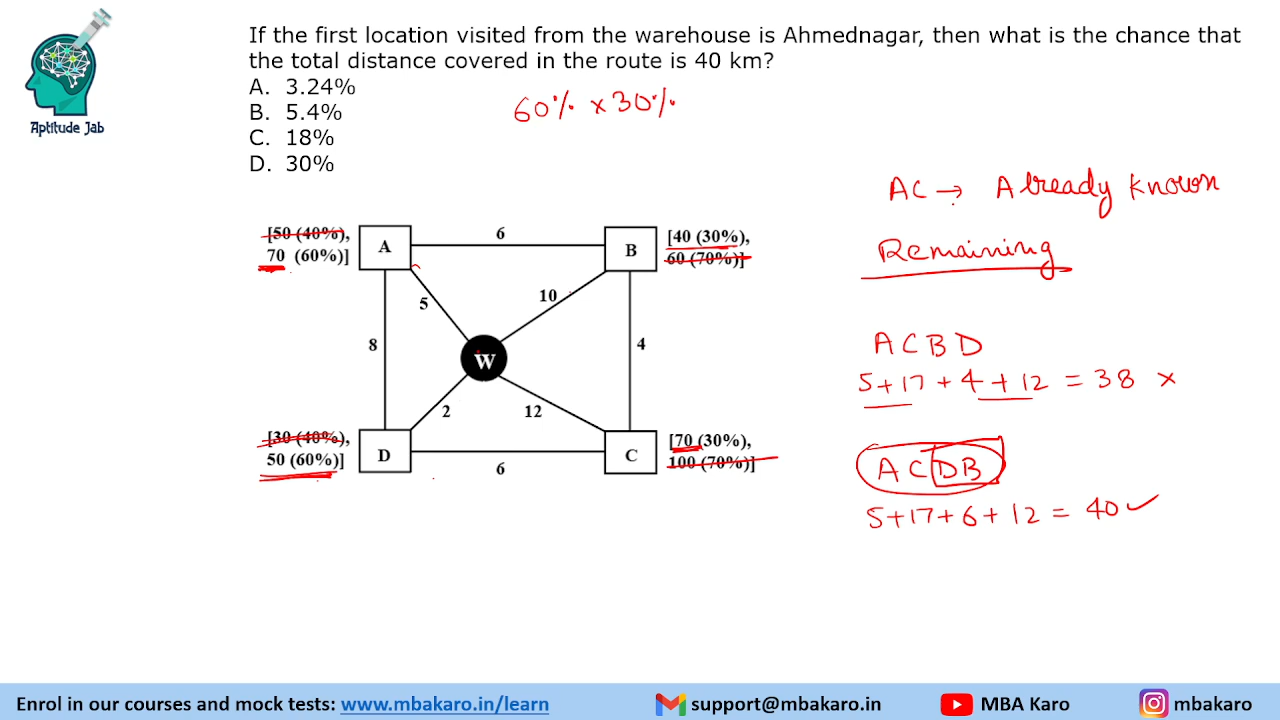 If the first location visited from the warehouse is Ahmednagar, then what is the chance that
the total distance covered in the route is 40 km?
A. 3.24%
B. 5.4%
C. 18%
D. 30%
Aptitude Jab
60% x 30%
AC → Already Known
Remaining
[50 (40%),
70 (60%)]
A
6
B
[40 (30%),
60 (70%)]
5
10
8
W
4
2
12
[30 (40%),
50 (60%)]
D
6
C
[70 (30%),
100 (70%)]
ACBD
5+17+4+12 = 38 ×
ACDB
5+17+6+12 = 40 ✓
Enrol in our courses and mock tests: www.mbakaro.in/learn
support@mbakaro.in
MBA Karo
mbakaro